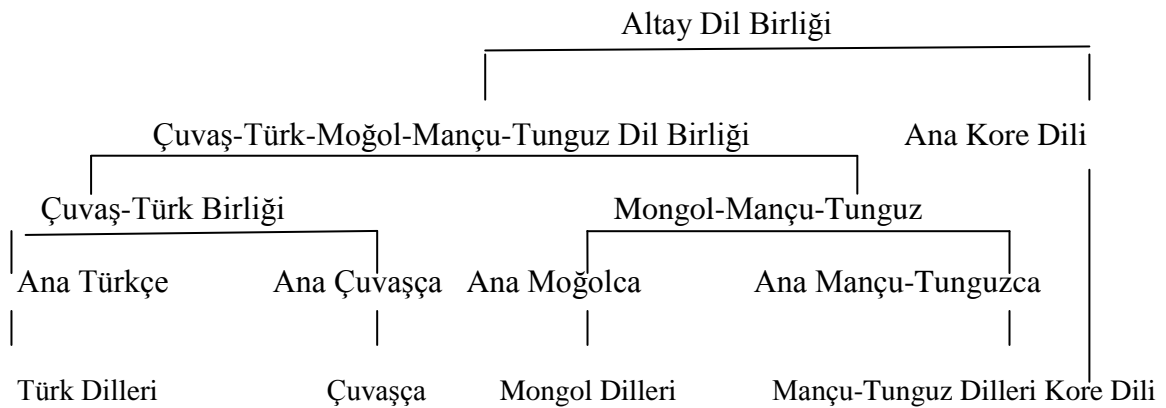 Altay Dil Birliği
Çuvaş-Türk-Moğol-Mançu-Tunguz Dil Birliği Ana Kore Dili
Çuvaş-Türk Birliği Mongol-Mançu-Tunguz
Ana Türkçe Ana Çuvaşça Ana Moğolca Ana Mançu-Tunguzca
Türk Dilleri Çuvaşça Mongol Dilleri Mançu-Tunguz Dilleri Kore Dili